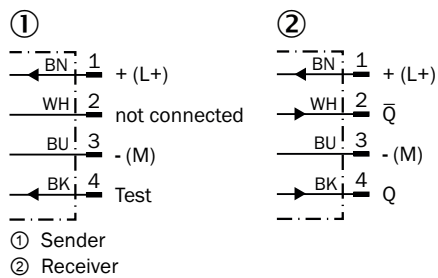 ① ②
BN 1 + (L+) BN 1 + (L+)
WH 2 not connected WH 2 Q̅
BU 3 - (M) BU 3 - (M)
BK 4 Test BK 4 Q
① Sender
② Receiver